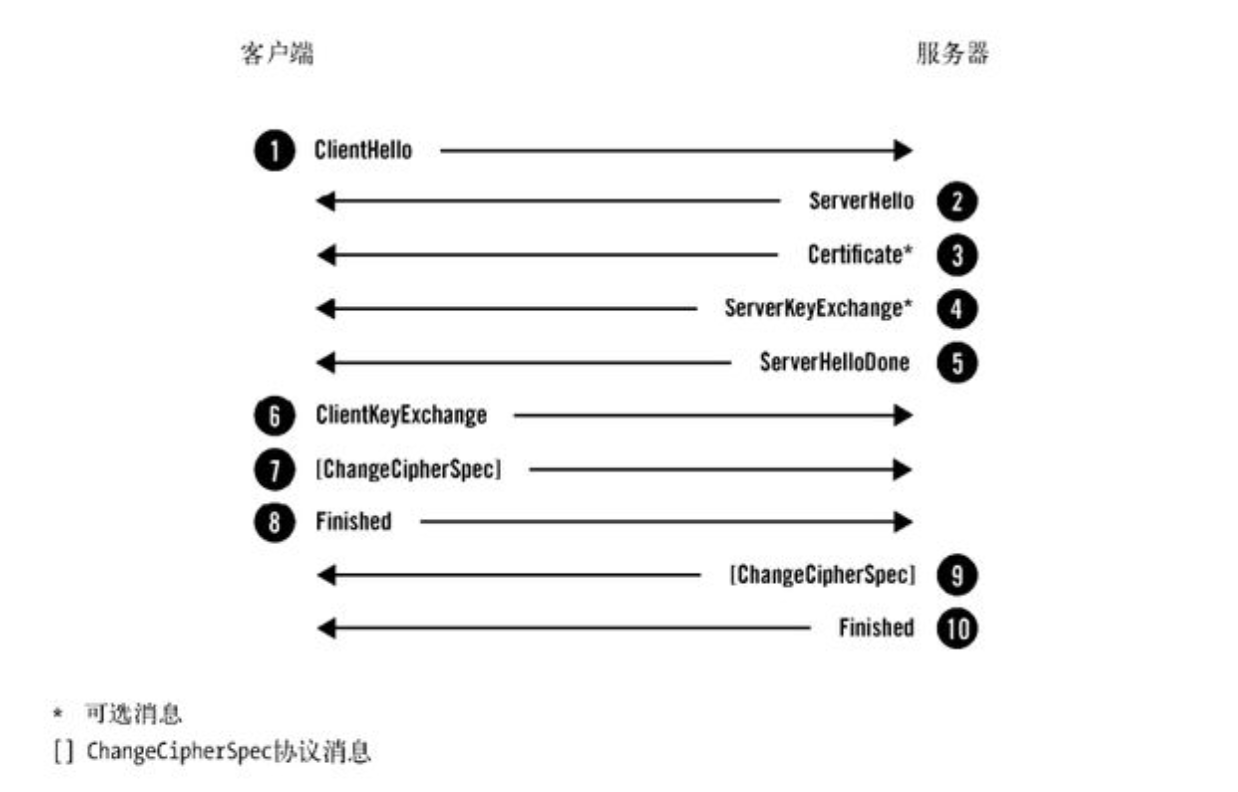 客户端 服务器
1 ClientHello
ServerHello 2
Certificate* 3
ServerKeyExchange* 4
ServerHelloDone 5
6 ClientKeyExchange
7 [ChangeCipherSpec]
8 Finished
[ChangeCipherSpec] 9
Finished 10
* 可选消息
[] ChangeCipherSpec协议消息